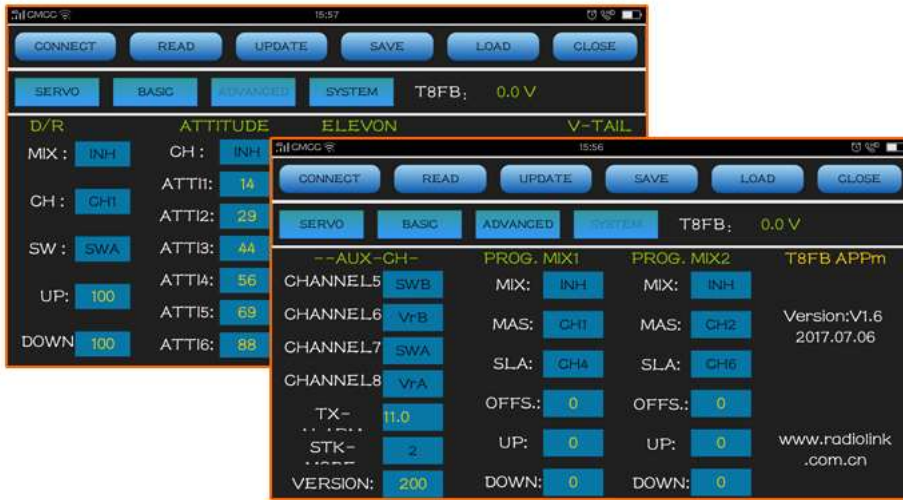 CMCC 15:57
CONNECT READ UPDATE SAVE LOAD CLOSE
SERVO BASIC ADVANCED SYSTEM T8FB: 0.0 V
D/R ATTITUDE ELEVON V-TAIL
MIX: INH CH: INH
ATTI1: 14
CH: CH1
ATTI2: 29
SW: SWA ATTI3: 44
ATTI4: 56
UP: 100
ATTI5: 69
DOWN 100 ATTI6: 88
CMCC 15:56
CONNECT READ UPDATE SAVE LOAD CLOSE
SERVO BASIC ADVANCED SYSTEM T8FB: 0.0 V
--AUX-CH- PROG. MIX1 PROG. MIX2 T8FB APPm
CHANNEL5 SWB MIX: INH MIX: INH
CHANNEL6 VrB MAS: CH1 MAS: CH2 Version:V1.6
2017.07.06
CHANNEL7 SWA SLA: CH4 SLA: CH6
CHANNEL8 VrA
TX- 11.0 OFFS.: 0 OFFS.: 0
STK- 2 UP: 0 UP: 0 www.radiolink
.com.cn
VERSION: 200 DOWN: 0 DOWN: 0